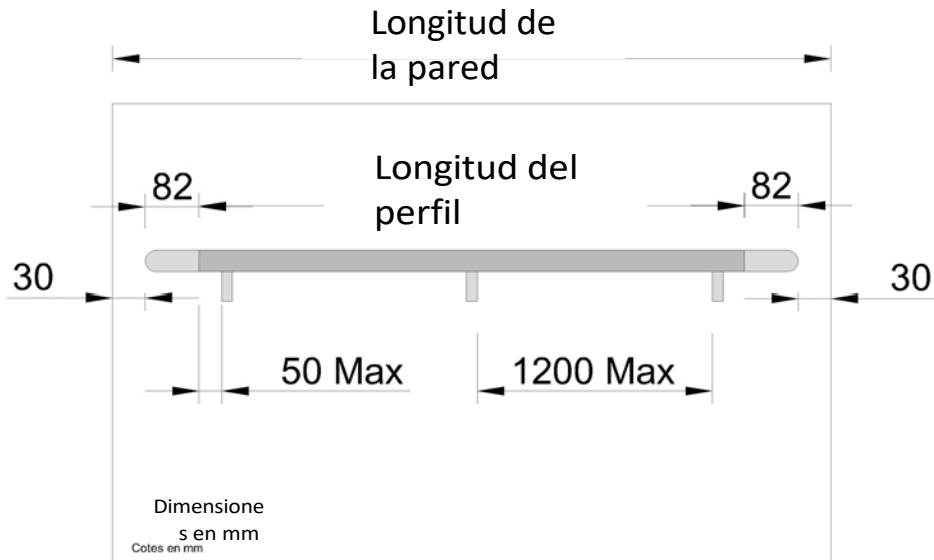 Longitud de
la pared
Longitud del
perfil
82
82
30
30
50 Max
1200 Max
Dimensione
s en mm
Cotes en mm